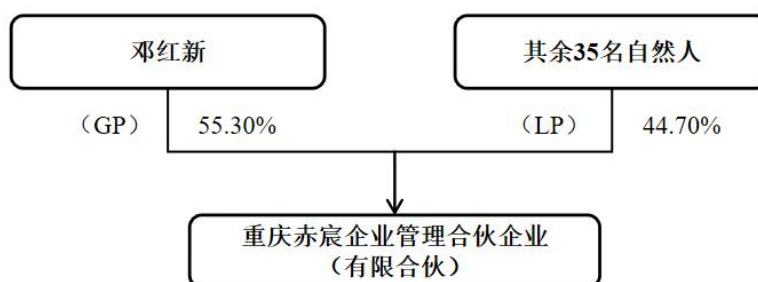 邓红新
其余35名自然人
（GP）
55.30%
（LP）
44.70%
重庆赤宸企业管理合伙企业
（有限合伙）